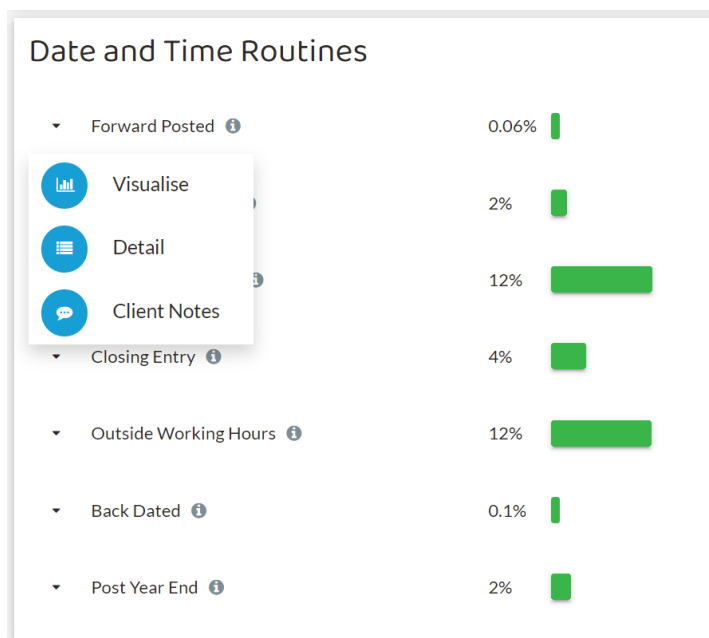 Date and Time Routines
Forward Posted 0.06%
Visualise
2%
Detail
12%
Client Notes
Closing Entry 4%
Outside Working Hours 12%
Back Dated 0.1%
Post Year End 2%